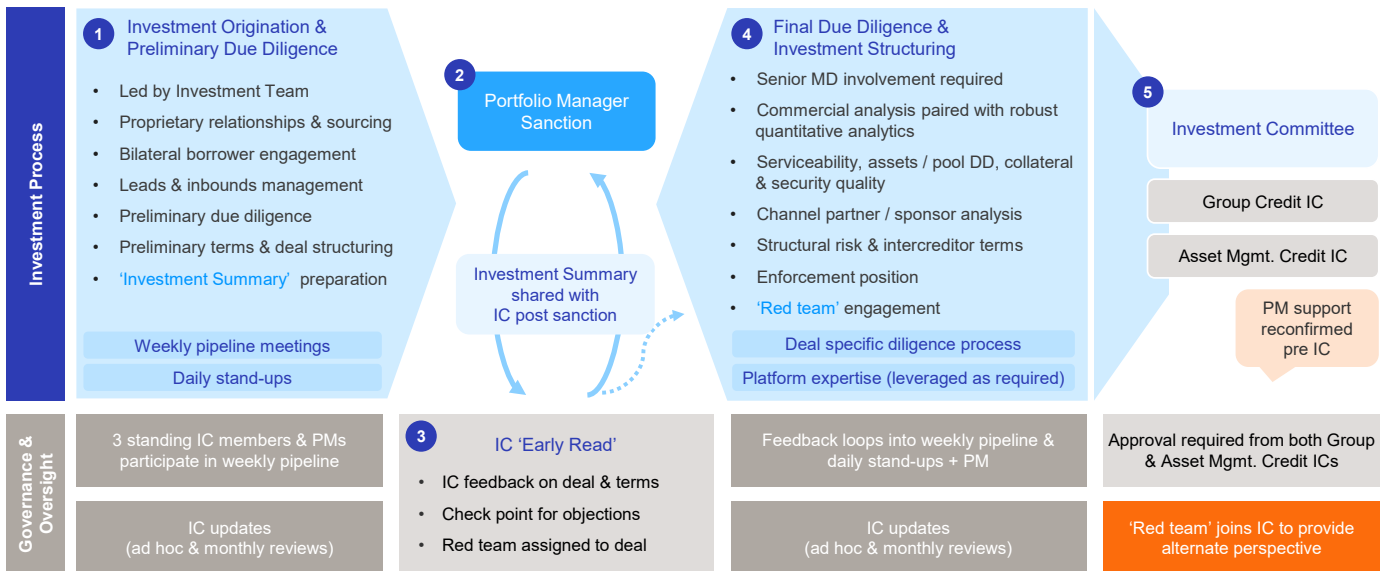 Investment Process
1
Investment Origination &
Preliminary Due Diligence
• Led by Investment Team
• Proprietary relationships & sourcing
• Bilateral borrower engagement
• Leads & inbounds management
• Preliminary due diligence
• Preliminary terms & deal structuring
• ‘Investment Summary’ preparation
Weekly pipeline meetings
Daily stand-ups
2
Portfolio Manager
Sanction
Investment Summary
shared with
IC post sanction
4
Final Due Diligence &
Investment Structuring
• Senior MD involvement required
• Commercial analysis paired with robust
quantitative analytics
• Serviceability, assets / pool DD, collateral
& security quality
• Channel partner / sponsor analysis
• Structural risk & intercreditor terms
• Enforcement position
• ‘Red team’ engagement
Deal specific diligence process
Platform expertise (leveraged as required)
5
Investment Committee
Group Credit IC
Asset Mgmt. Credit IC
PM support
reconfirmed
pre IC
Governance &
Oversight
3 standing IC members & PMs
participate in weekly pipeline
IC updates
(ad hoc & monthly reviews)
3
IC ‘Early Read’
• IC feedback on deal & terms
• Check point for objections
• Red team assigned to deal
Feedback loops into weekly pipeline &
daily stand-ups + PM
IC updates
(ad hoc & monthly reviews)
Approval required from both Group
& Asset Mgmt. Credit ICs
‘Red team’ joins IC to provide
alternate perspective